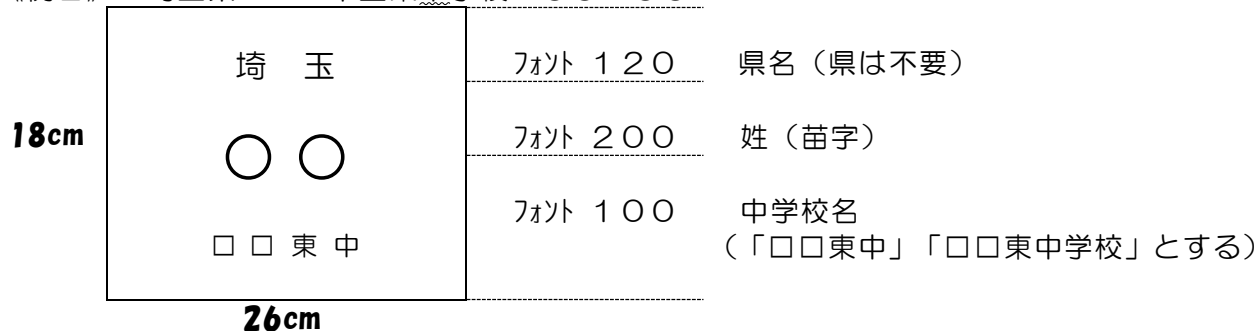 埼　玉　ﾌｫﾝﾄ １２０　県名（県は不要）
18cm　○ ○　ﾌｫﾝﾄ ２００　姓（苗字）
ﾌｫﾝﾄ １００　中学校名
□ □ 東 中　（「□□東中」「□□東中学校」とする）
26cm